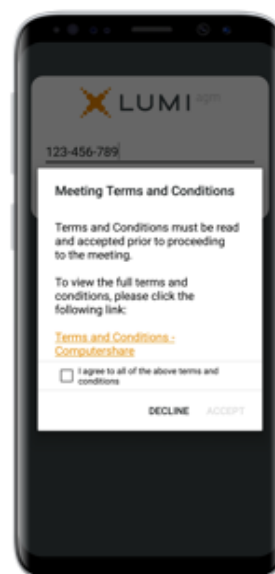 LUMI agm
123-456-789
Meeting Terms and Conditions
Terms and Conditions must be read
and accepted prior to proceeding
to the meeting.
To view the full terms and
conditions, please click the
following link:
Terms and Conditions -
Computershare
I agree to all of the above terms and
conditions
DECLINE ACCEPT